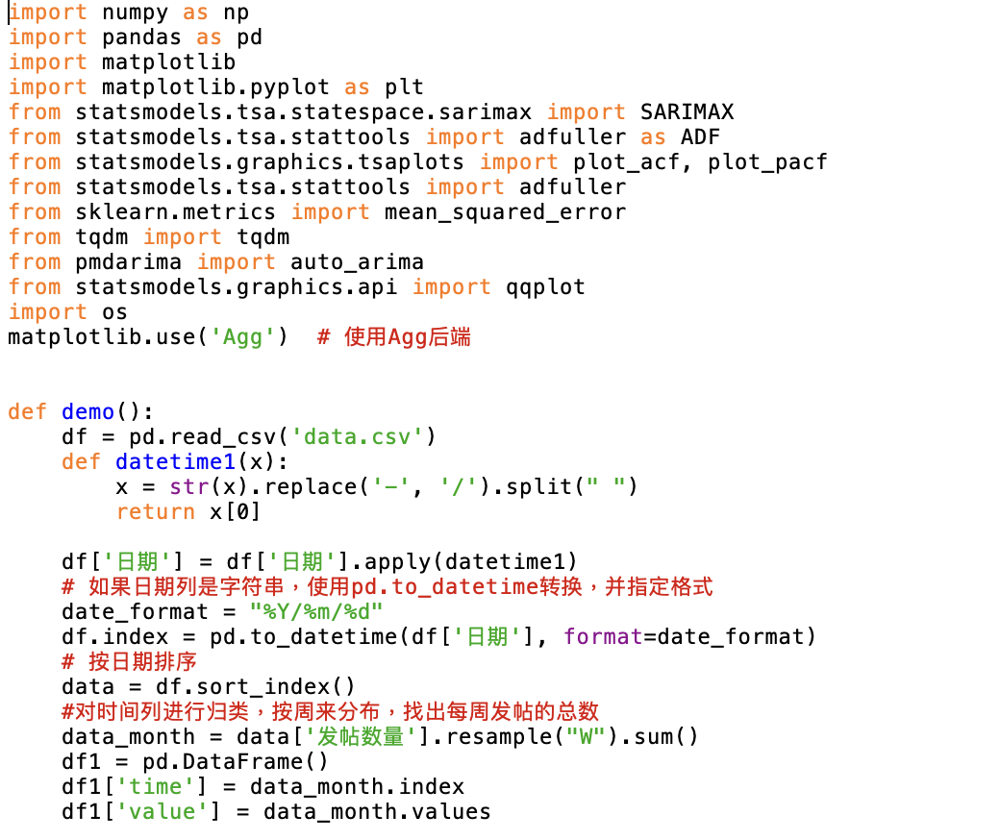 import numpy as np
import pandas as pd
import matplotlib
import matplotlib.pyplot as plt
from statsmodels.tsa.statespace.sarimax import SARIMAX
from statsmodels.tsa.stattools import adfuller as ADF
from statsmodels.graphics.tsaplots import plot_acf, plot_pacf
from statsmodels.tsa.stattools import adfuller
from sklearn.metrics import mean_squared_error
from tqdm import tqdm
from pmdarima import auto_arima
from statsmodels.graphics.api import qqplot
import os
matplotlib.use('Agg')  # 使用Agg后端
def demo():
    df = pd.read_csv('data.csv')
    def datetime1(x):
        x = str(x).replace('-', '/').split(" ")
        return x[0]
    df['日期'] = df['日期'].apply(datetime1)
    # 如果日期列是字符串，使用pd.to_datetime转换，并指定格式
    date_format = "%Y/%m/%d"
    df.index = pd.to_datetime(df['日期'], format=date_format)
    # 按日期排序
    data = df.sort_index()
    #对时间列进行归类，按周来分布，找出每周发帖的总数
    data_month = data['发帖数量'].resample("W").sum()
    df1 = pd.DataFrame()
    df1['time'] = data_month.index
    df1['value'] = data_month.values